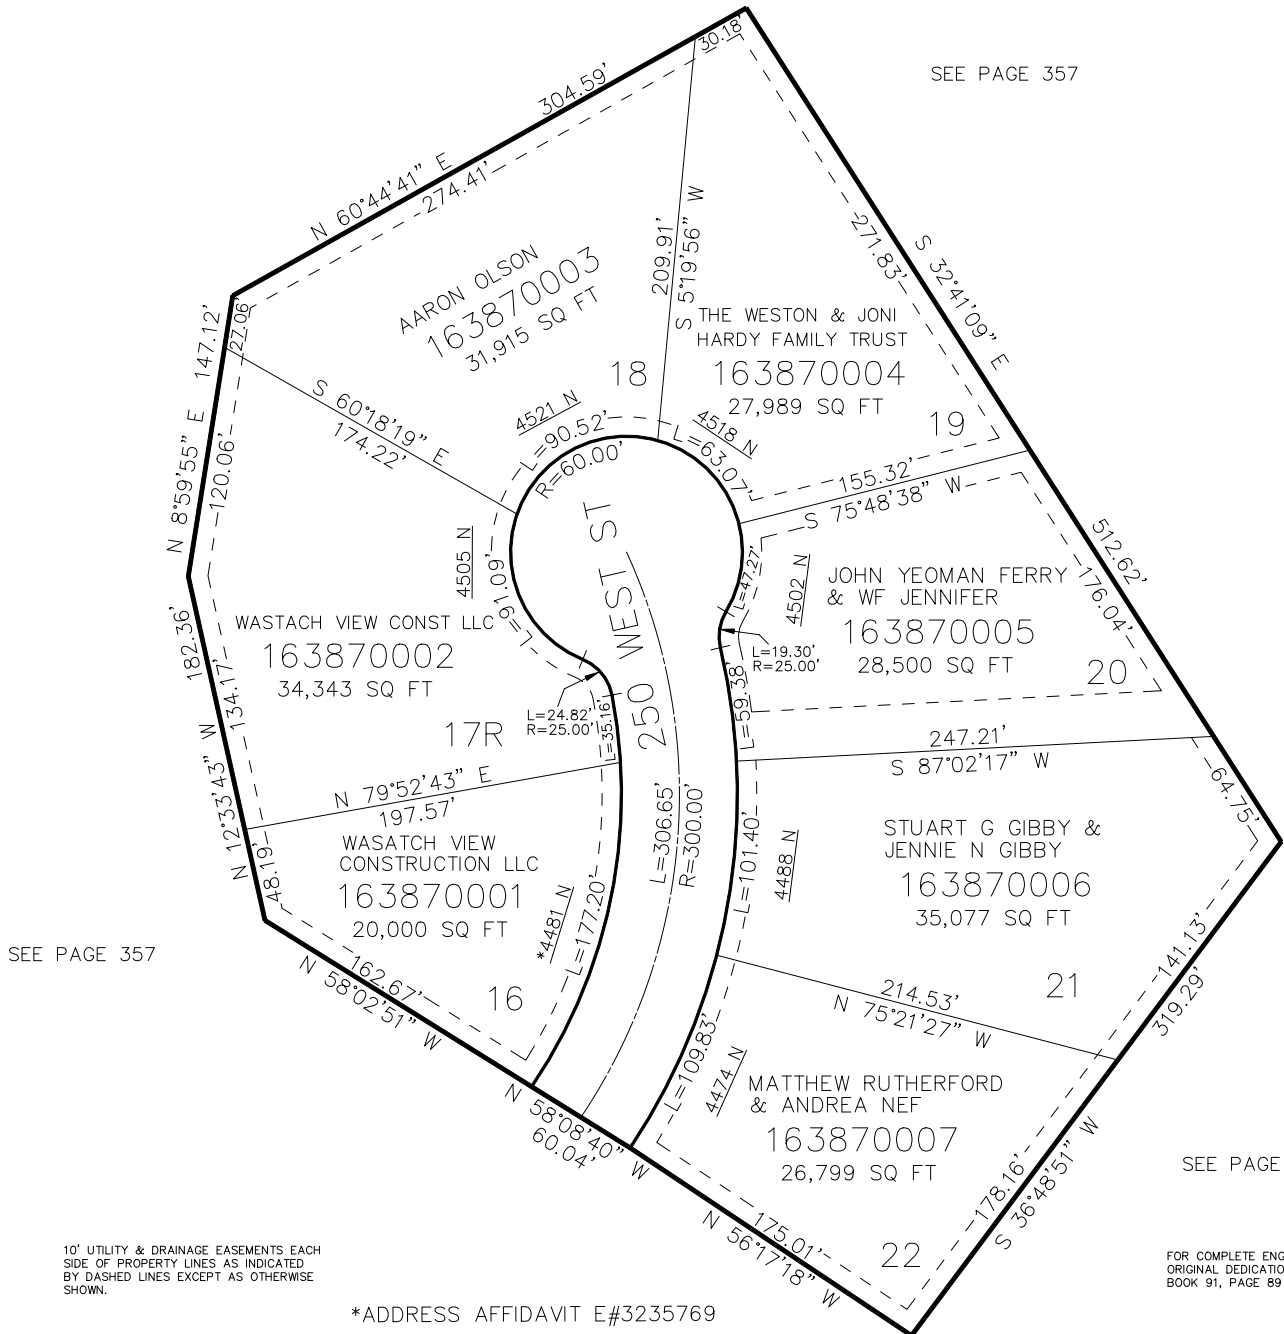 SEE PAGE 357
30.18'
304.59'
N 60°44'41" E
274.41'
209.91'
S 5°19'56" W
271.83'
S 32°41'09" E
AARON OLSON
163870003
31,915 SQ FT
18
THE WESTON & JONI
HARDY FAMILY TRUST
163870004
27,989 SQ FT
19
147.12'
27.06'
S 60°18'19" E
174.22'
4521 N
L=90.52'
R=60.00'
4518 N
L=63.07'
155.32'
S 75°48'38" W
N 8°59'55" E
120.06'
4505 N
L=91.09'
250 WEST ST
L=47.27'
4502 N
JOHN YEOMAN FERRY
& WF JENNIFER
163870005
28,500 SQ FT
20
512.62'
176.04'
WASTACH VIEW CONST LLC
163870002
34,343 SQ FT
17R
182.36'
134.17'
L=24.82'
R=25.00'
L=35.16'
L=19.30'
R=25.00'
L=59.38'
247.21'
S 87°02'17" W
64.75'
N 12°33'43" W
N 79°52'43" E
197.57'
48.19'
WASATCH VIEW
CONSTRUCTION LLC
163870001
20,000 SQ FT
16
*4481 N
L=177.20'
L=306.65'
R=300.00'
L=101.40'
4488 N
STUART G GIBBY &
JENNIE N GIBBY
163870006
35,077 SQ FT
21
141.13'
319.29'
SEE PAGE 357
162.67'
N 58°02'51" W
214.53'
N 75°21'27" W
L=109.83'
4474 N
MATTHEW RUTHERFORD
& ANDREA NEF
163870007
26,799 SQ FT
22
N 58°08'40" W
60.04'
178.16'
S 36°48'51" W
175.01'
N 56°17'18" W
SEE PAGE
10' UTILITY & DRAINAGE EASEMENTS EACH
SIDE OF PROPERTY LINES AS INDICATED
BY DASHED LINES EXCEPT AS OTHERWISE
SHOWN.
FOR COMPLETE ENG
ORIGINAL DEDICATIO
BOOK 91, PAGE 89
*ADDRESS AFFIDAVIT E#3235769